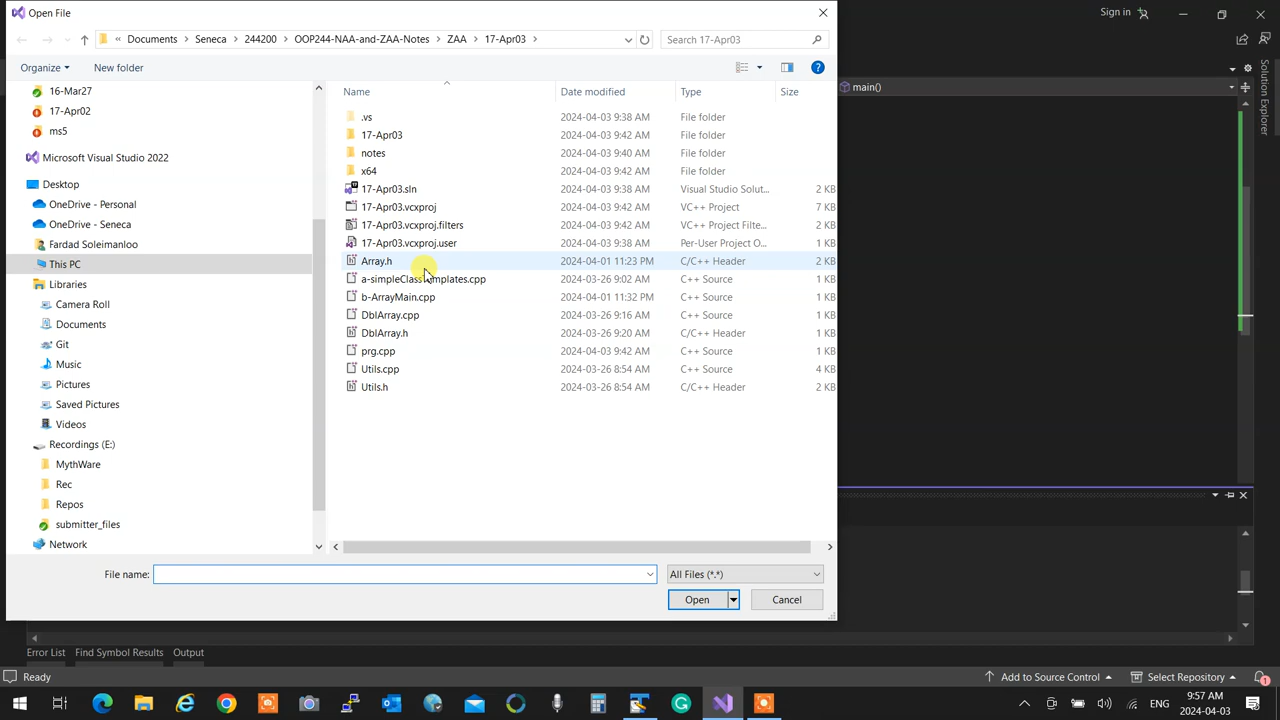 Open File
Sign in
« Documents > Seneca > 244200 > OOP244-NAA-and-ZAA-Notes > ZAA > 17-Apr03 >
Search 17-Apr03
Organize
New folder
main()
Solution Explorer
16-Mar27
17-Apr02
ms5
Microsoft Visual Studio 2022
Desktop
OneDrive - Personal
OneDrive - Seneca
Fardad Soleimanloo
This PC
Libraries
Camera Roll
Documents
Git
Music
Pictures
Saved Pictures
Videos
Recordings (E:)
MythWare
Rec
Repos
submitter_files
Network
Name Date modified Type Size
.vs 2024-04-03 9:38 AM File folder
17-Apr03 2024-04-03 9:42 AM File folder
notes 2024-04-03 9:40 AM File folder
x64 2024-04-03 9:42 AM File folder
17-Apr03.sln 2024-04-03 9:38 AM Visual Studio Solut... 2 KB
17-Apr03.vcxproj 2024-04-03 9:42 AM VC++ Project 7 KB
17-Apr03.vcxproj.filters 2024-04-03 9:42 AM VC++ Project Filte... 2 KB
17-Apr03.vcxproj.user 2024-04-03 9:38 AM Per-User Project O... 1 KB
Array.h 2024-04-01 11:23 PM C/C++ Header 2 KB
a-simpleClassTemplates.cpp 2024-03-26 9:02 AM C++ Source 1 KB
b-ArrayMain.cpp 2024-04-01 11:32 PM C++ Source 1 KB
DblArray.cpp 2024-03-26 9:16 AM C++ Source 1 KB
DblArray.h 2024-03-26 9:20 AM C/C++ Header 1 KB
prg.cpp 2024-04-03 9:42 AM C++ Source 1 KB
Utils.cpp 2024-03-26 8:54 AM C++ Source 4 KB
Utils.h 2024-03-26 8:54 AM C/C++ Header 2 KB
File name:
All Files (*.*)
Open
Cancel
Error List Find Symbol Results Output
Ready
Add to Source Control
Select Repository
1
ENG
9:57 AM
2024-04-03